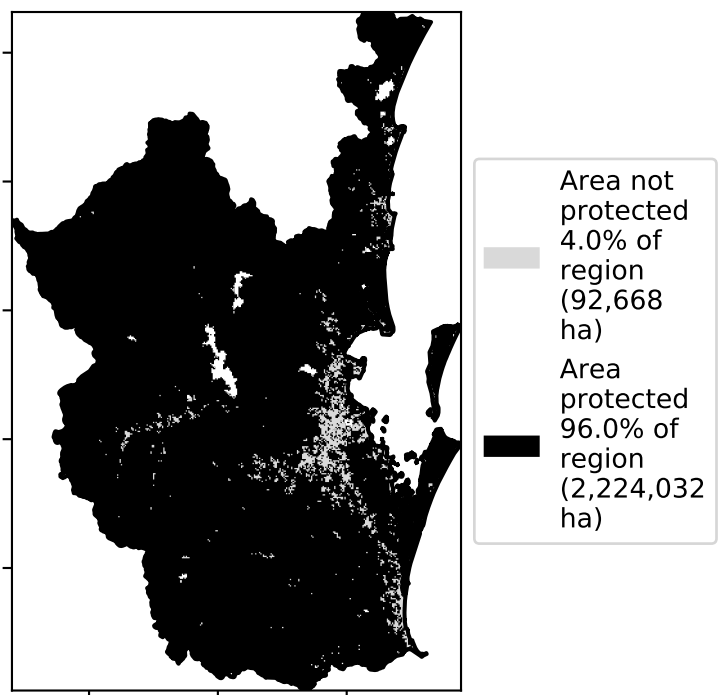 Area not
protected
4.0% of
region
(92,668
ha)
Area
protected
96.0% of
region
(2,224,032
ha)